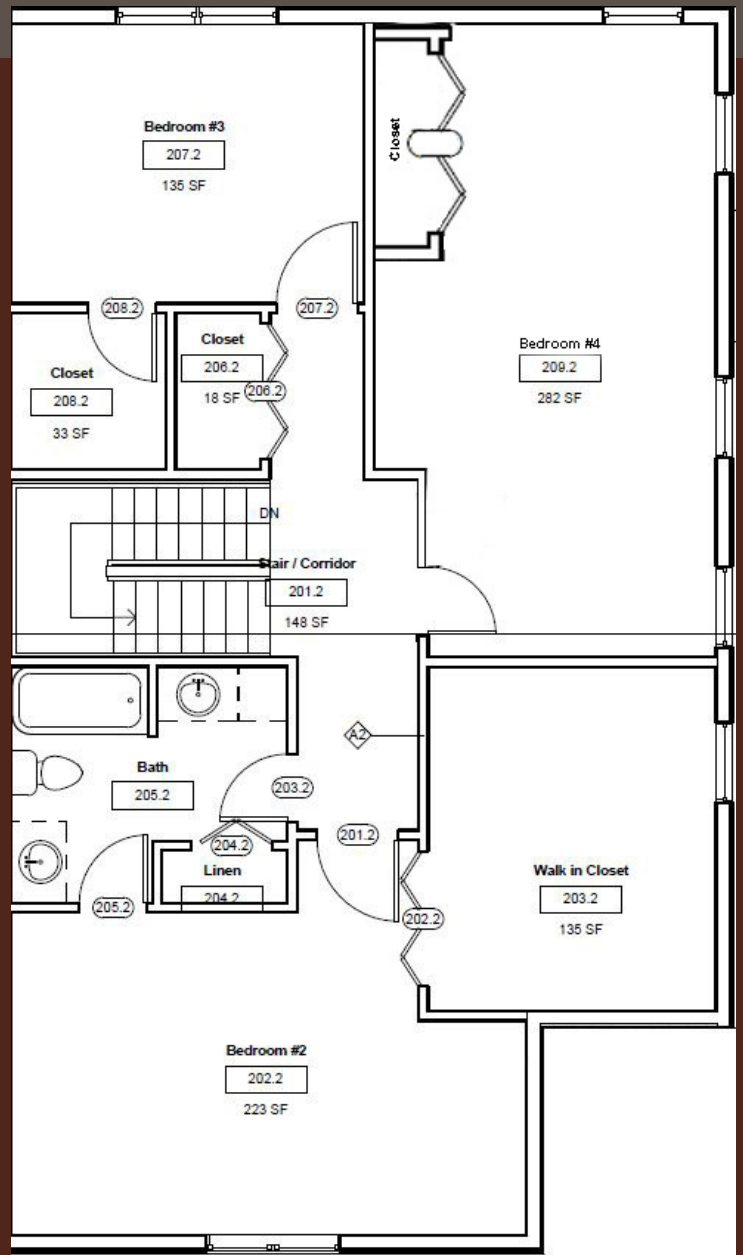 Bedroom #3
207.2
135 SF
Closet
208.2
207.2
Closet
206.2
18 SF
206.2
Closet
208.2
33 SF
Bedroom #4
209.2
282 SF
DN
Stair / Corridor
201.2
148 SF
A2
Bath
205.2
203.2
201.2
204.2
Linen
204.2
205.2
202.2
Walk in Closet
203.2
135 SF
Bedroom #2
202.2
223 SF